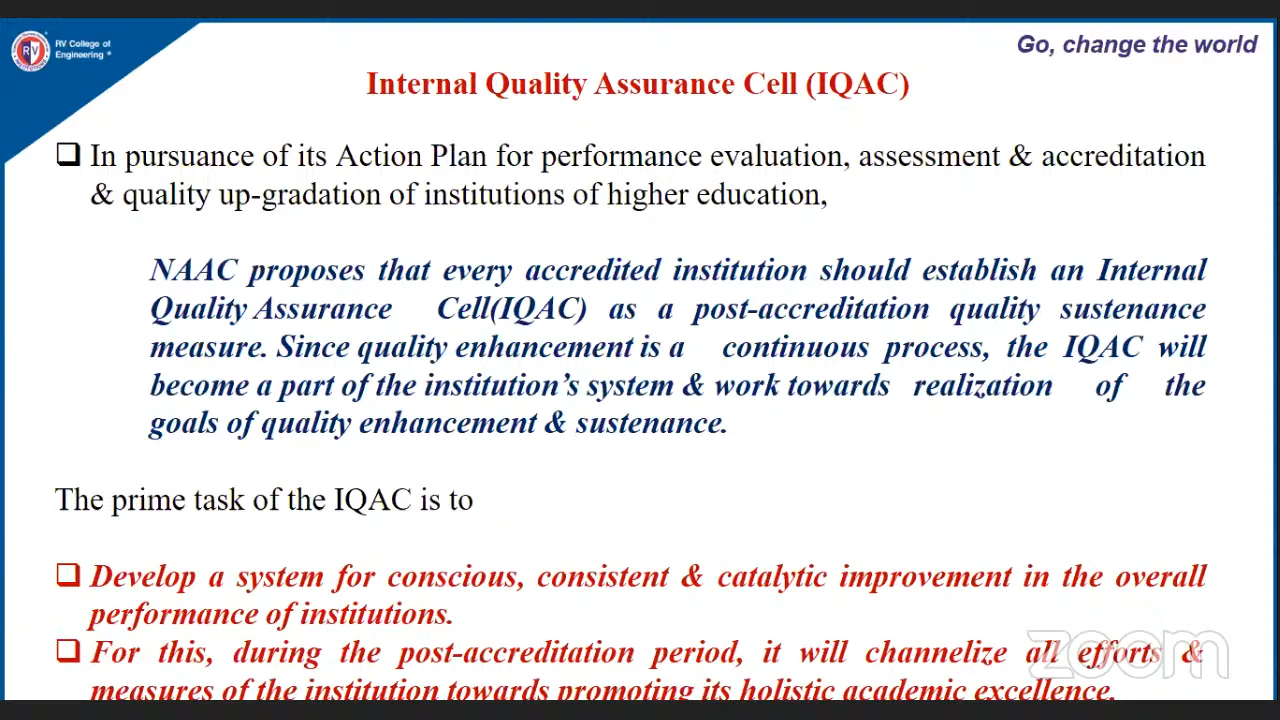 RV College of
Engineering
Go, change the world
Internal Quality Assurance Cell (IQAC)
In pursuance of its Action Plan for performance evaluation, assessment & accreditation
& quality up-gradation of institutions of higher education,
NAAC proposes that every accredited institution should establish an Internal
Quality Assurance Cell(IQAC) as a post-accreditation quality sustenance
measure. Since quality enhancement is a continuous process, the IQAC will
become a part of the institution’s system & work towards realization of the
goals of quality enhancement & sustenance.
The prime task of the IQAC is to
Develop a system for conscious, consistent & catalytic improvement in the overall
performance of institutions.
For this, during the post-accreditation period, it will channelize all efforts &
measures of the institution towards promoting its holistic academic excellence.
zoom